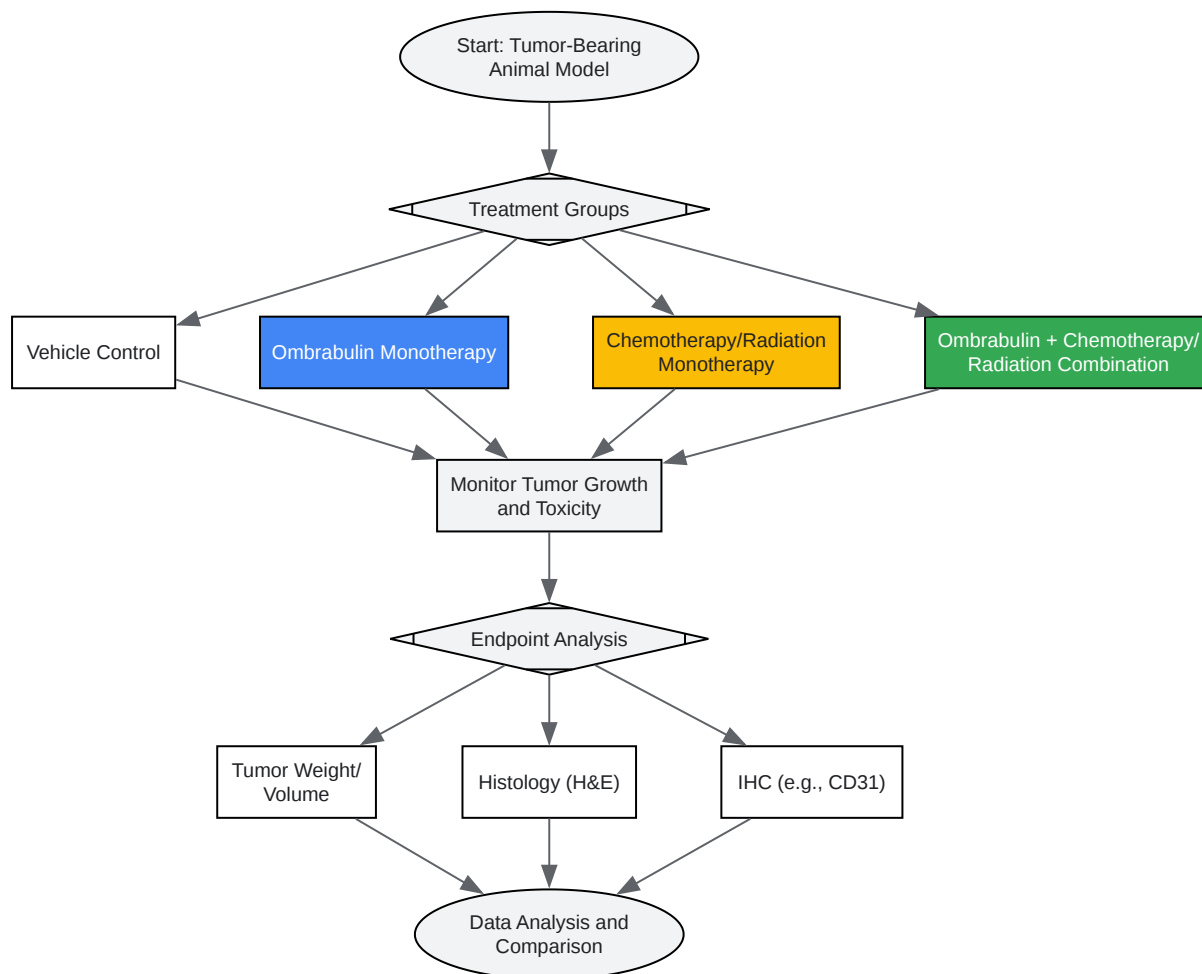 Start: Tumor-Bearing
Animal Model
Treatment Groups
Vehicle Control
Ombrabulin Monotherapy
Chemotherapy/Radiation
Monotherapy
Ombrabulin + Chemotherapy/
Radiation Combination
Monitor Tumor Growth
and Toxicity
Endpoint Analysis
Tumor Weight/
Volume
Histology (H&E)
IHC (e.g., CD31)
Data Analysis and
Comparison